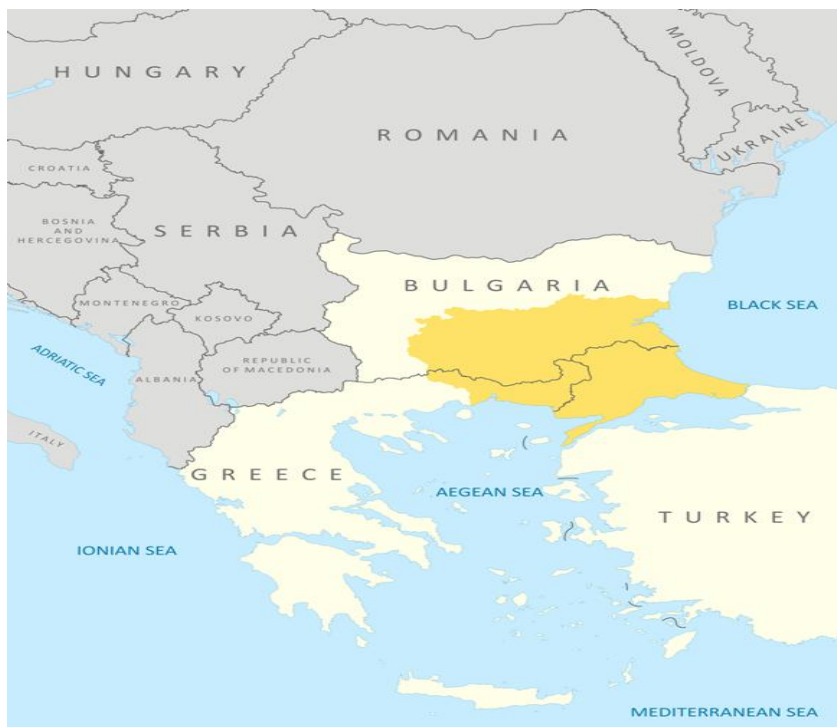 MOLDOVA
HUNGARY
ROMANIA
UKRAINE
CROATIA
BOSNIA
AND
HERCEGOVINA
SERBIA
BULGARIA
MONTENEGRO
BLACK SEA
KOSOVO
ADRIATIC SEA
REPUBLIC
OF MACEDONIA
ALBANIA
ITALY
GREECE
AEGEAN SEA
TURKEY
IONIAN SEA
MEDITERRANEAN SEA